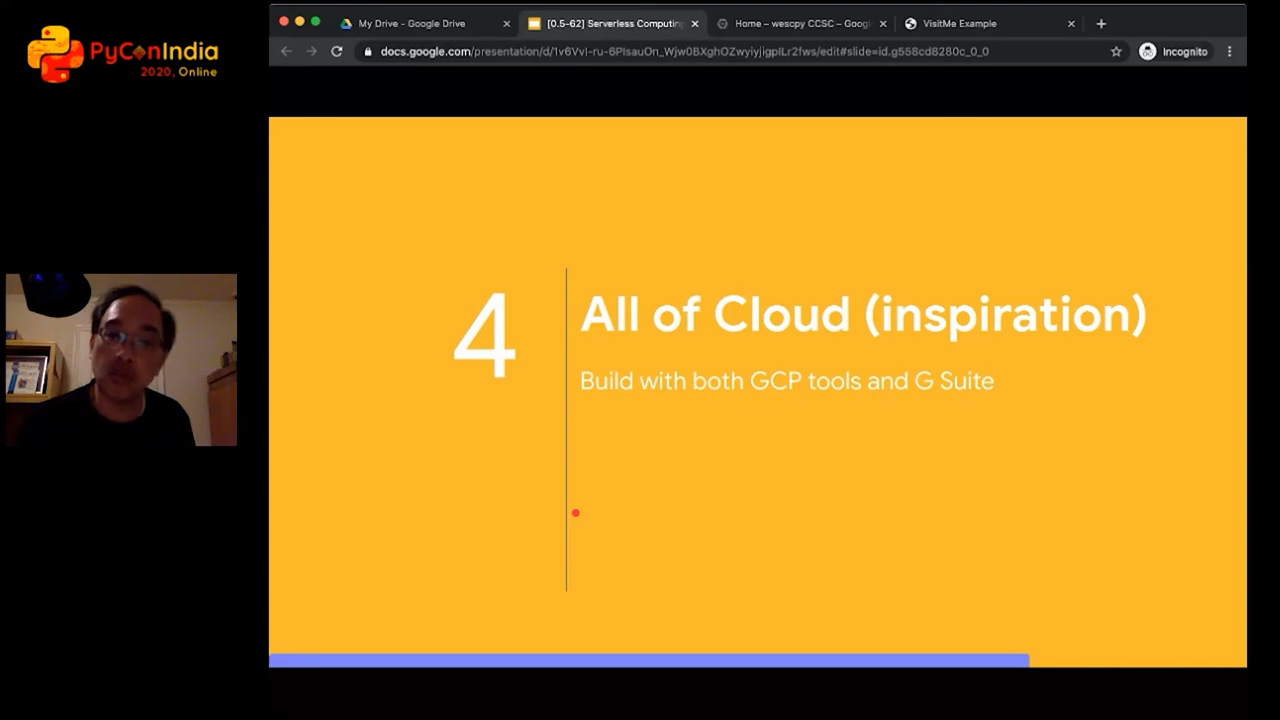 PyConIndia
2020, Online
My Drive - Google Drive
[0.5-62] Serverless Computing
Home – wescpy CCSC – Googl
VisitMe Example
docs.google.com/presentation/d/1v6VvI-ru-6PIsauOn_Wjw0BXghOZwyiyjigpILr2fws/edit#slide=id.g558cd8280c_0_0
Incognito
4
All of Cloud (inspiration)
Build with both GCP tools and G Suite